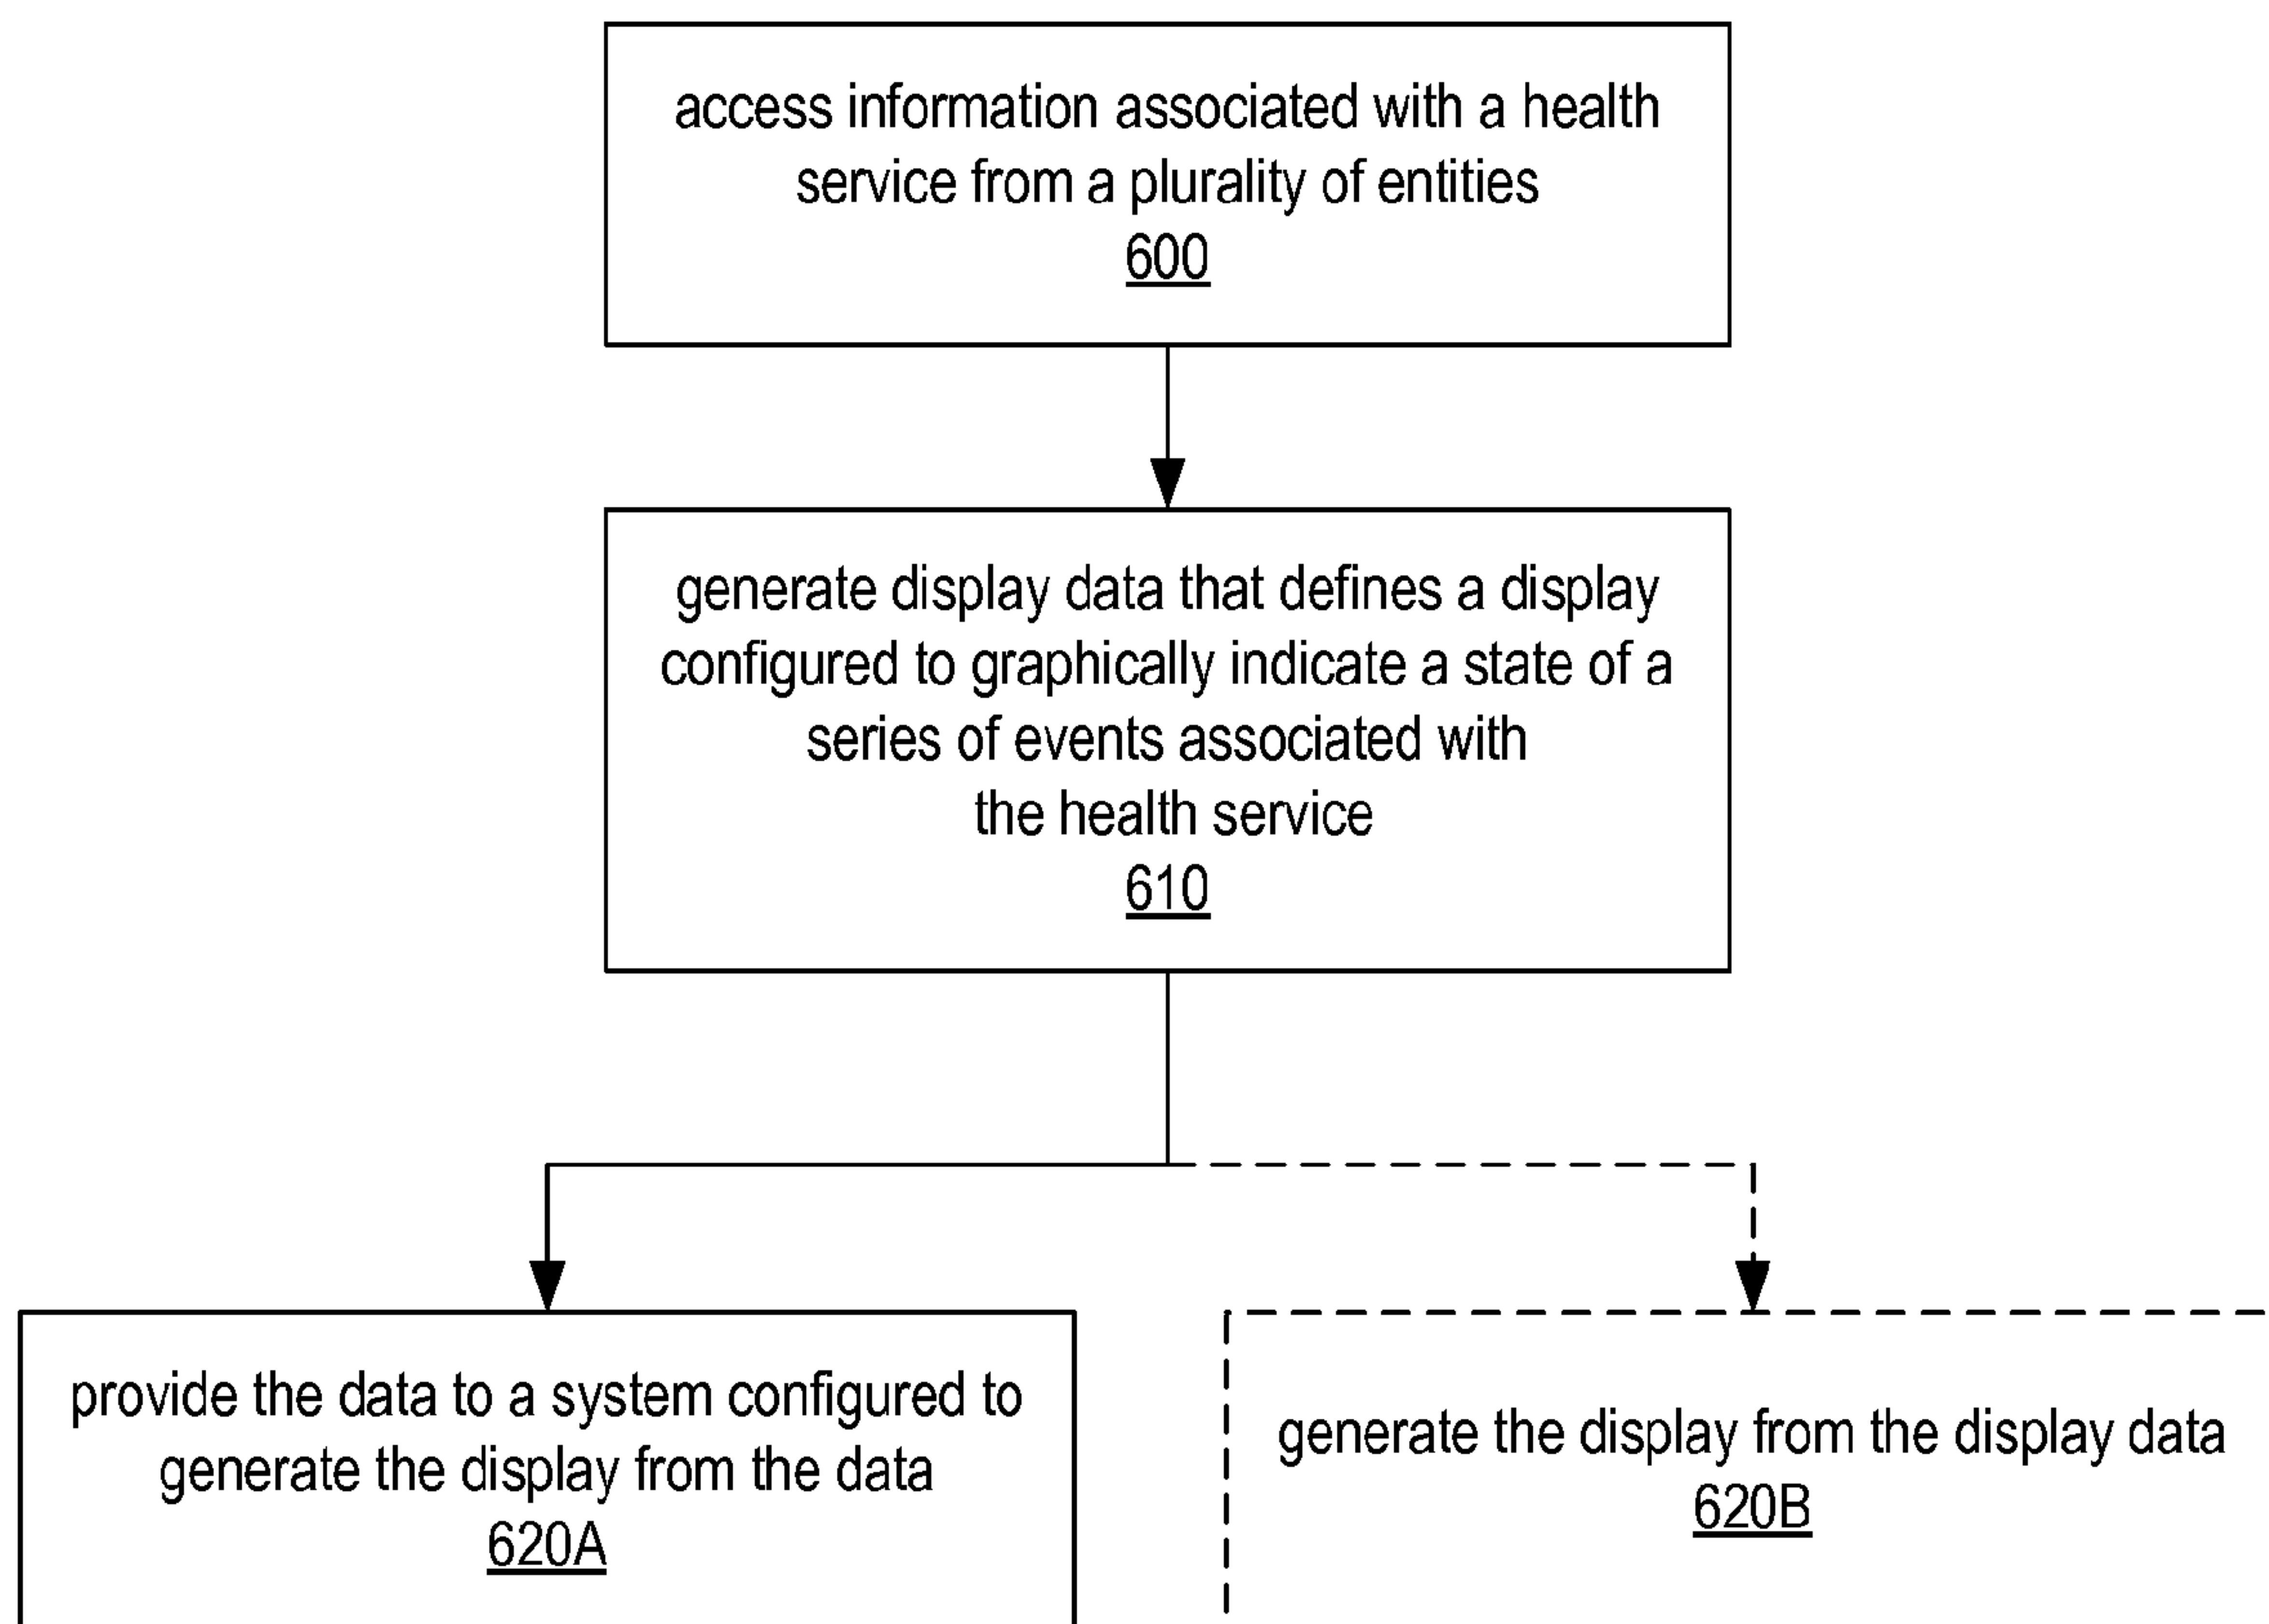 access information associated with a health
service from a plurality of entities
600
generate display data that defines a display
configured to graphically indicate a state of a
series of events associated with
the health service
610
provide the data to a system configured to
generate the display from the data
620A
generate the display from the display data
620B